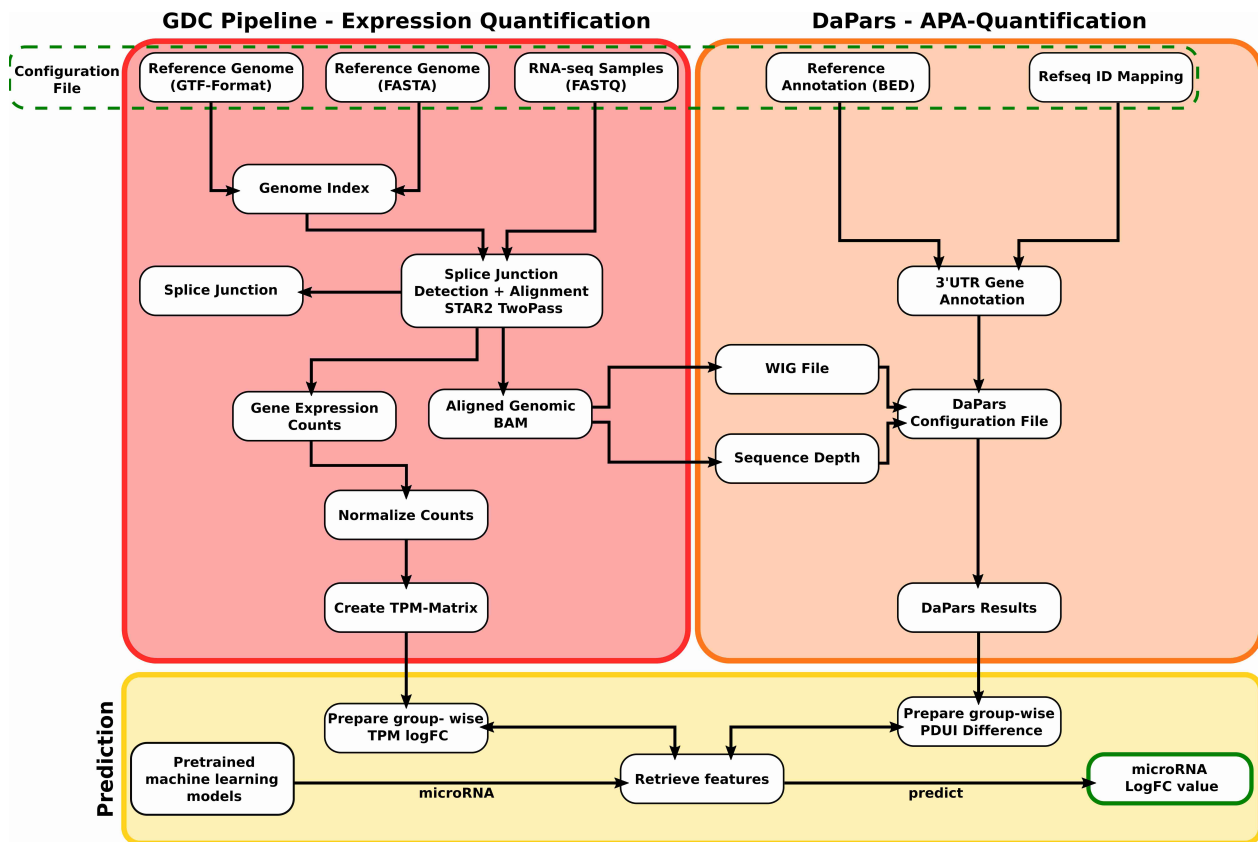 GDC Pipeline - Expression Quantification
DaPars - APA-Quantification
Configuration
File
Reference Genome
(GTF-Format)
Reference Genome
(FASTA)
RNA-seq Samples
(FASTQ)
Reference
Annotation (BED)
Refseq ID Mapping
Genome Index
Splice Junction
Splice Junction
Detection + Alignment
STAR2 TwoPass
3'UTR Gene
Annotation
Gene Expression
Counts
Aligned Genomic
BAM
WIG File
Sequence Depth
DaPars
Configuration File
Normalize Counts
Create TPM-Matrix
DaPars Results
Prediction
Prepare group- wise
TPM logFC
Prepare group-wise
PDUI Difference
Pretrained
machine learning
models
microRNA
Retrieve features
predict
microRNA
LogFC value